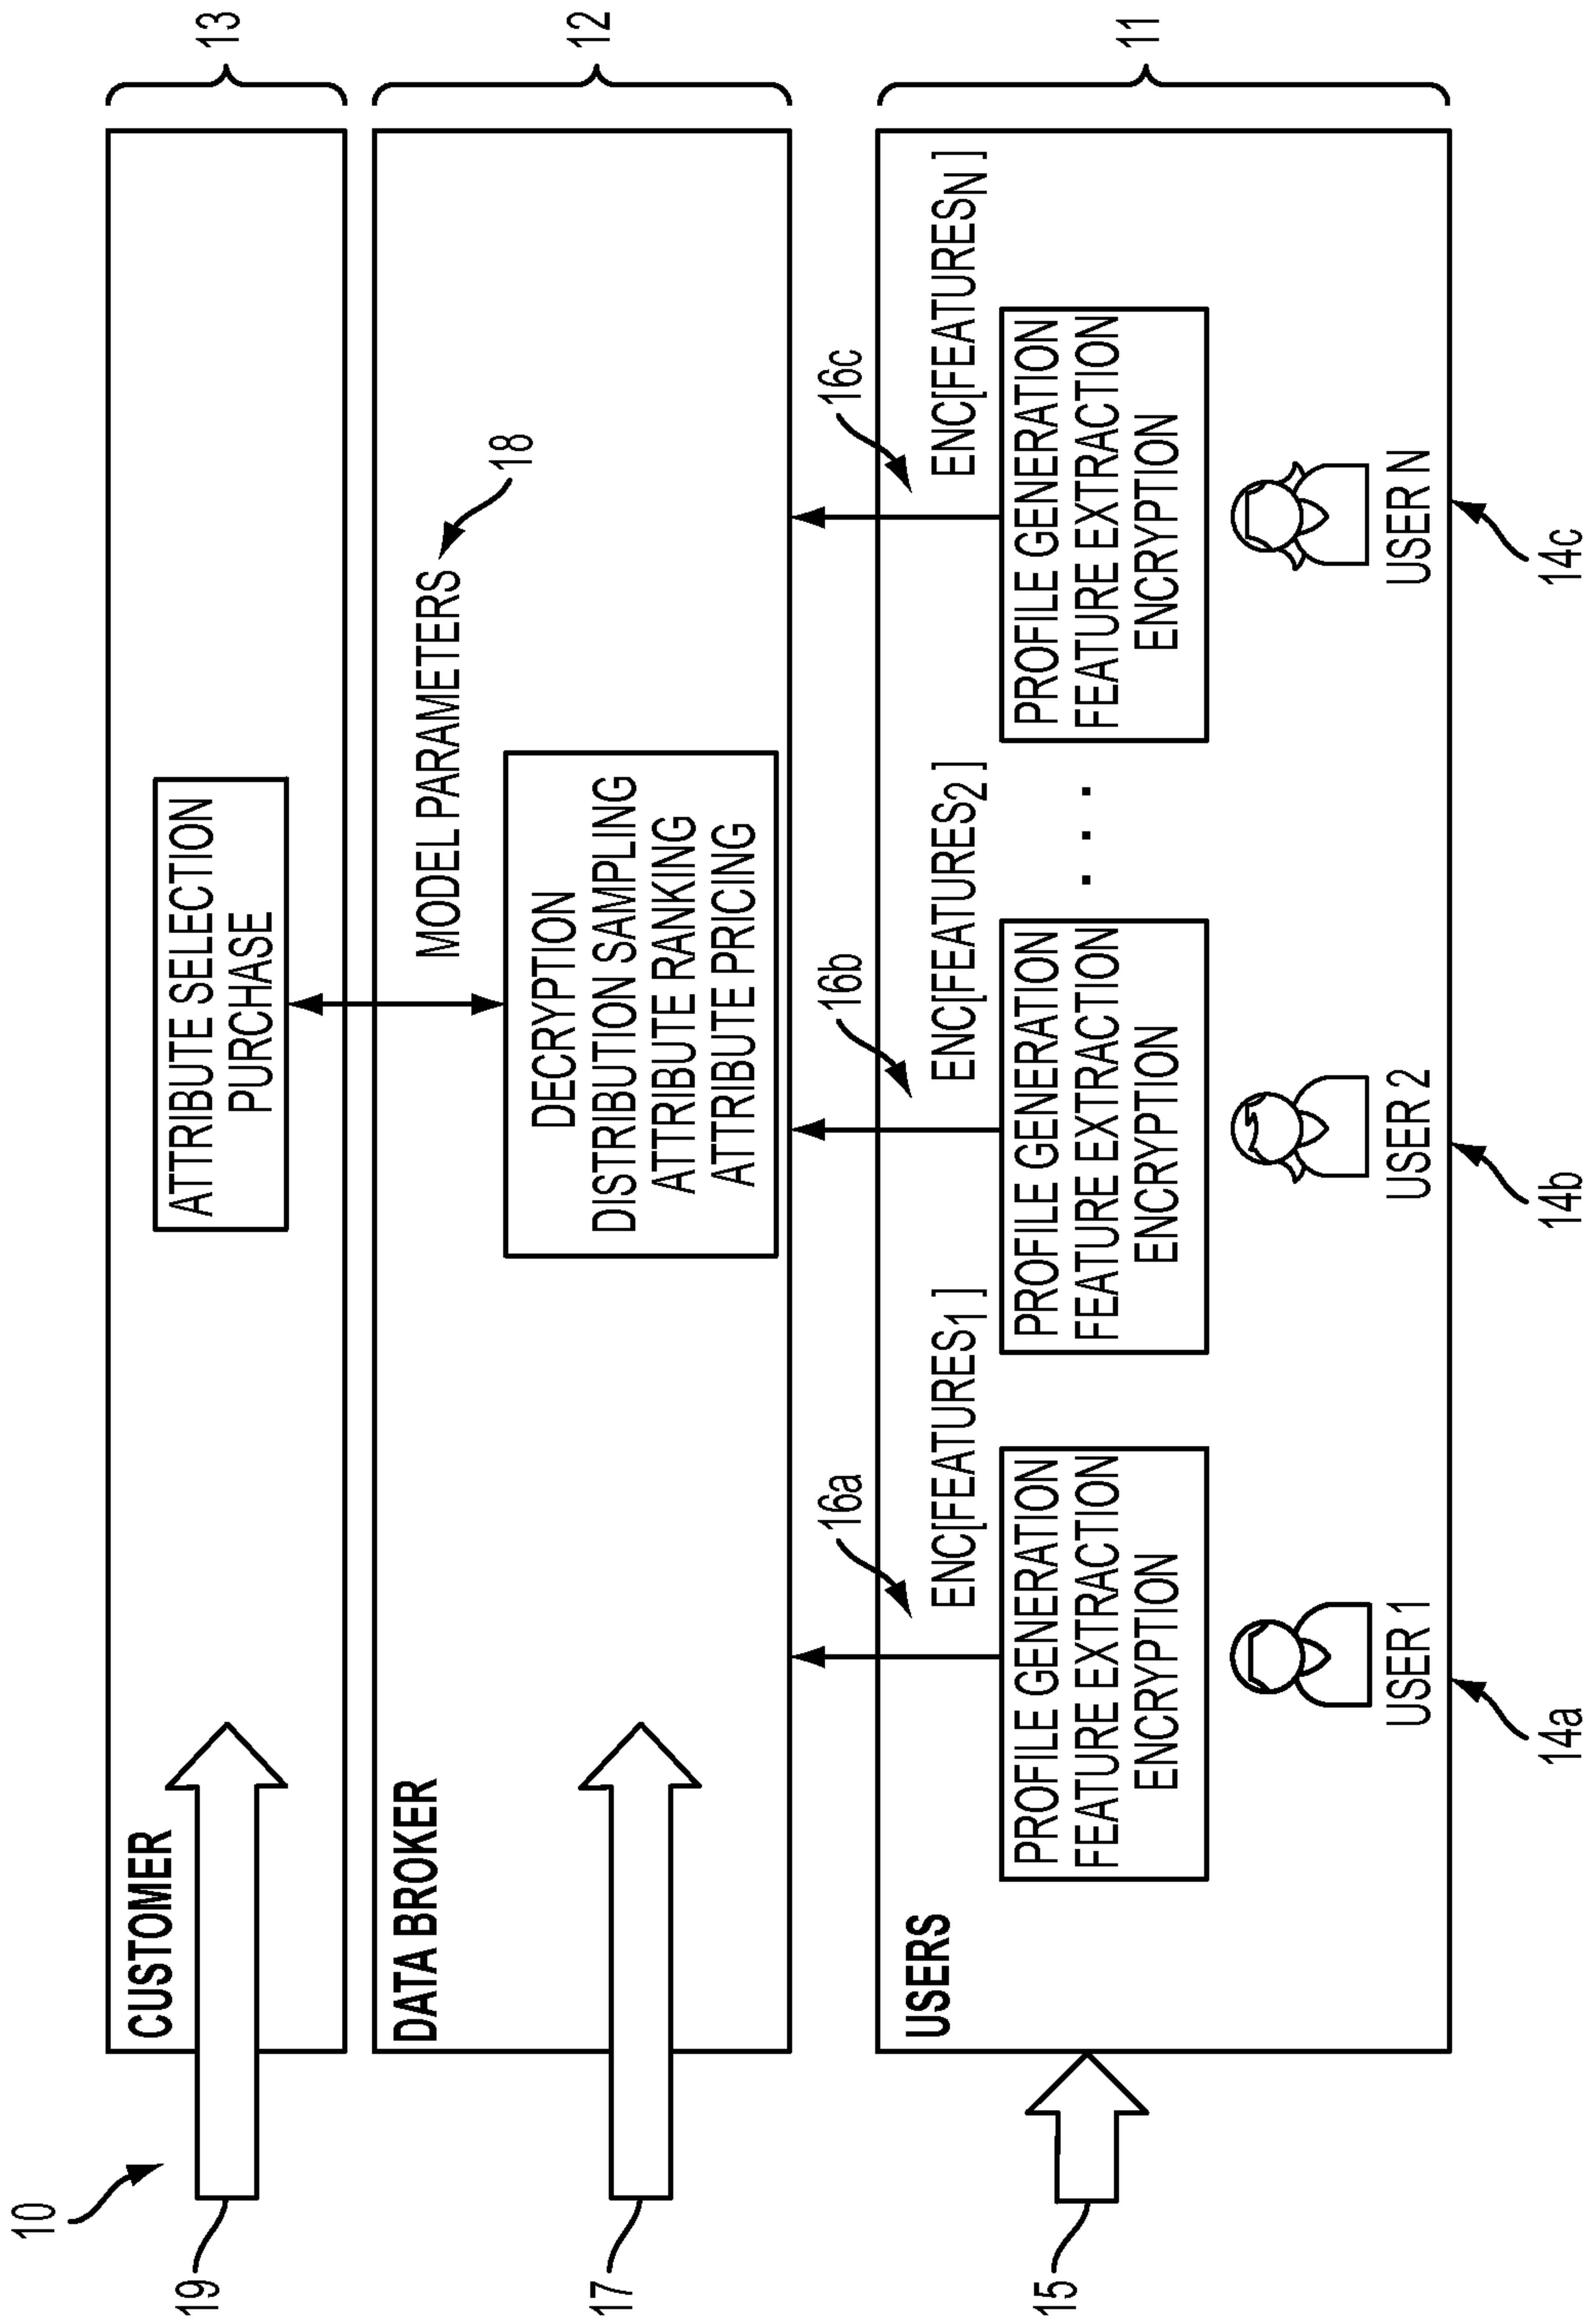 10
19
CUSTOMER
ATTRIBUTE SELECTION
PURCHASE
13
17
DATA BROKER
MODEL PARAMETERS
18
DECRYPTION
DISTRIBUTION SAMPLING
ATTRIBUTE RANKING
ATTRIBUTE PRICING
12
16a
16b
16c
15
USERS
ENC[FEATURES1]
ENC[FEATURES2]
ENC[FEATURESN]
PROFILE GENERATION
FEATURE EXTRACTION
ENCRYPTION
PROFILE GENERATION
FEATURE EXTRACTION
ENCRYPTION
. . .
PROFILE GENERATION
FEATURE EXTRACTION
ENCRYPTION
11
USER 1
USER 2
USER N
14a
14b
14c